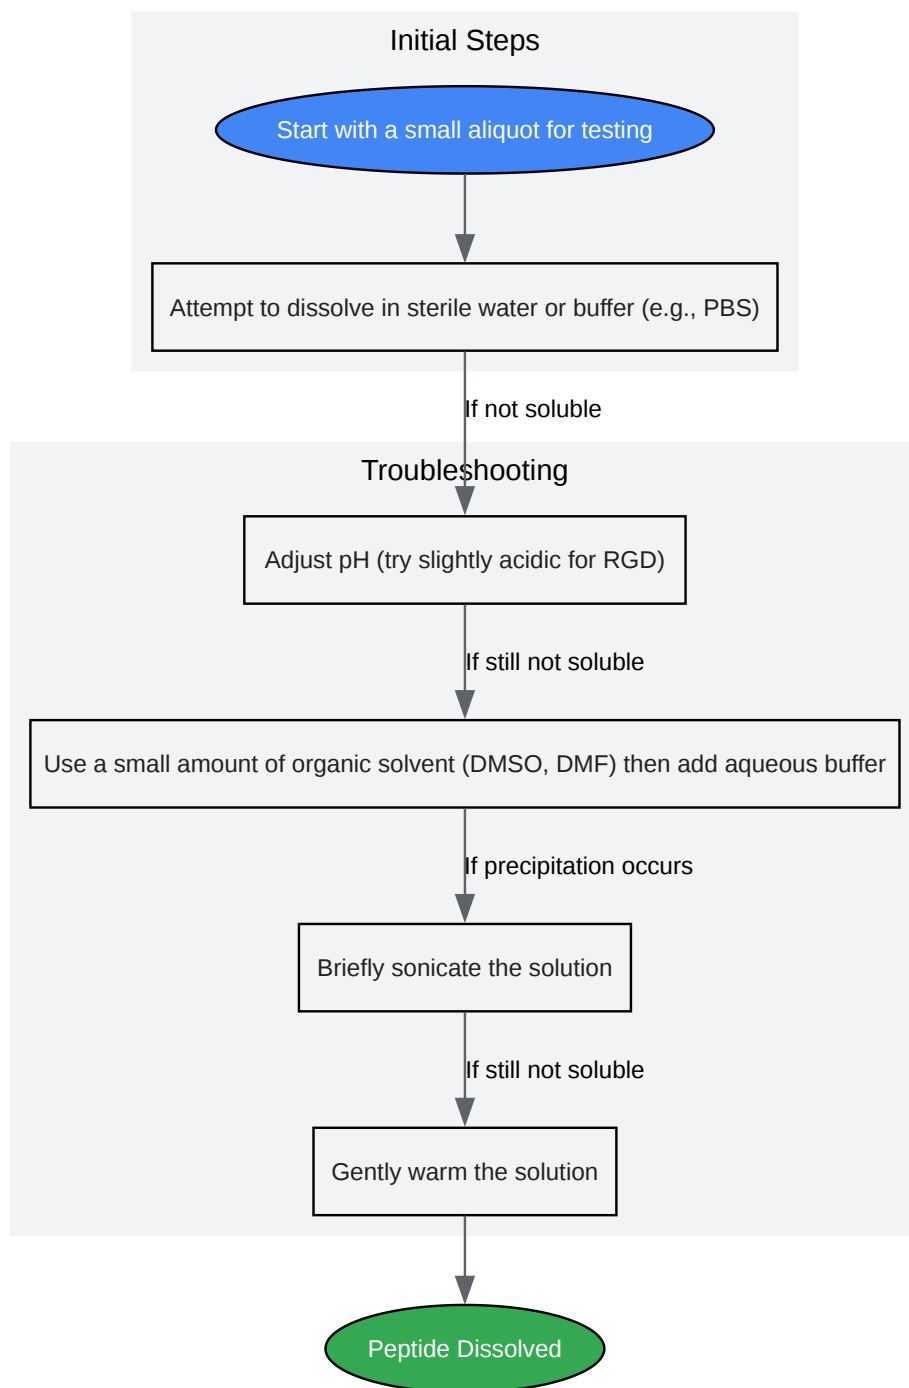 Initial Steps
Start with a small aliquot for testing
Attempt to dissolve in sterile water or buffer (e.g., PBS)
If not soluble
Troubleshooting
Adjust pH (try slightly acidic for RGD)
If still not soluble
Use a small amount of organic solvent (DMSO, DMF) then add aqueous buffer
If precipitation occurs
Briefly sonicate the solution
If still not soluble
Gently warm the solution
Peptide Dissolved